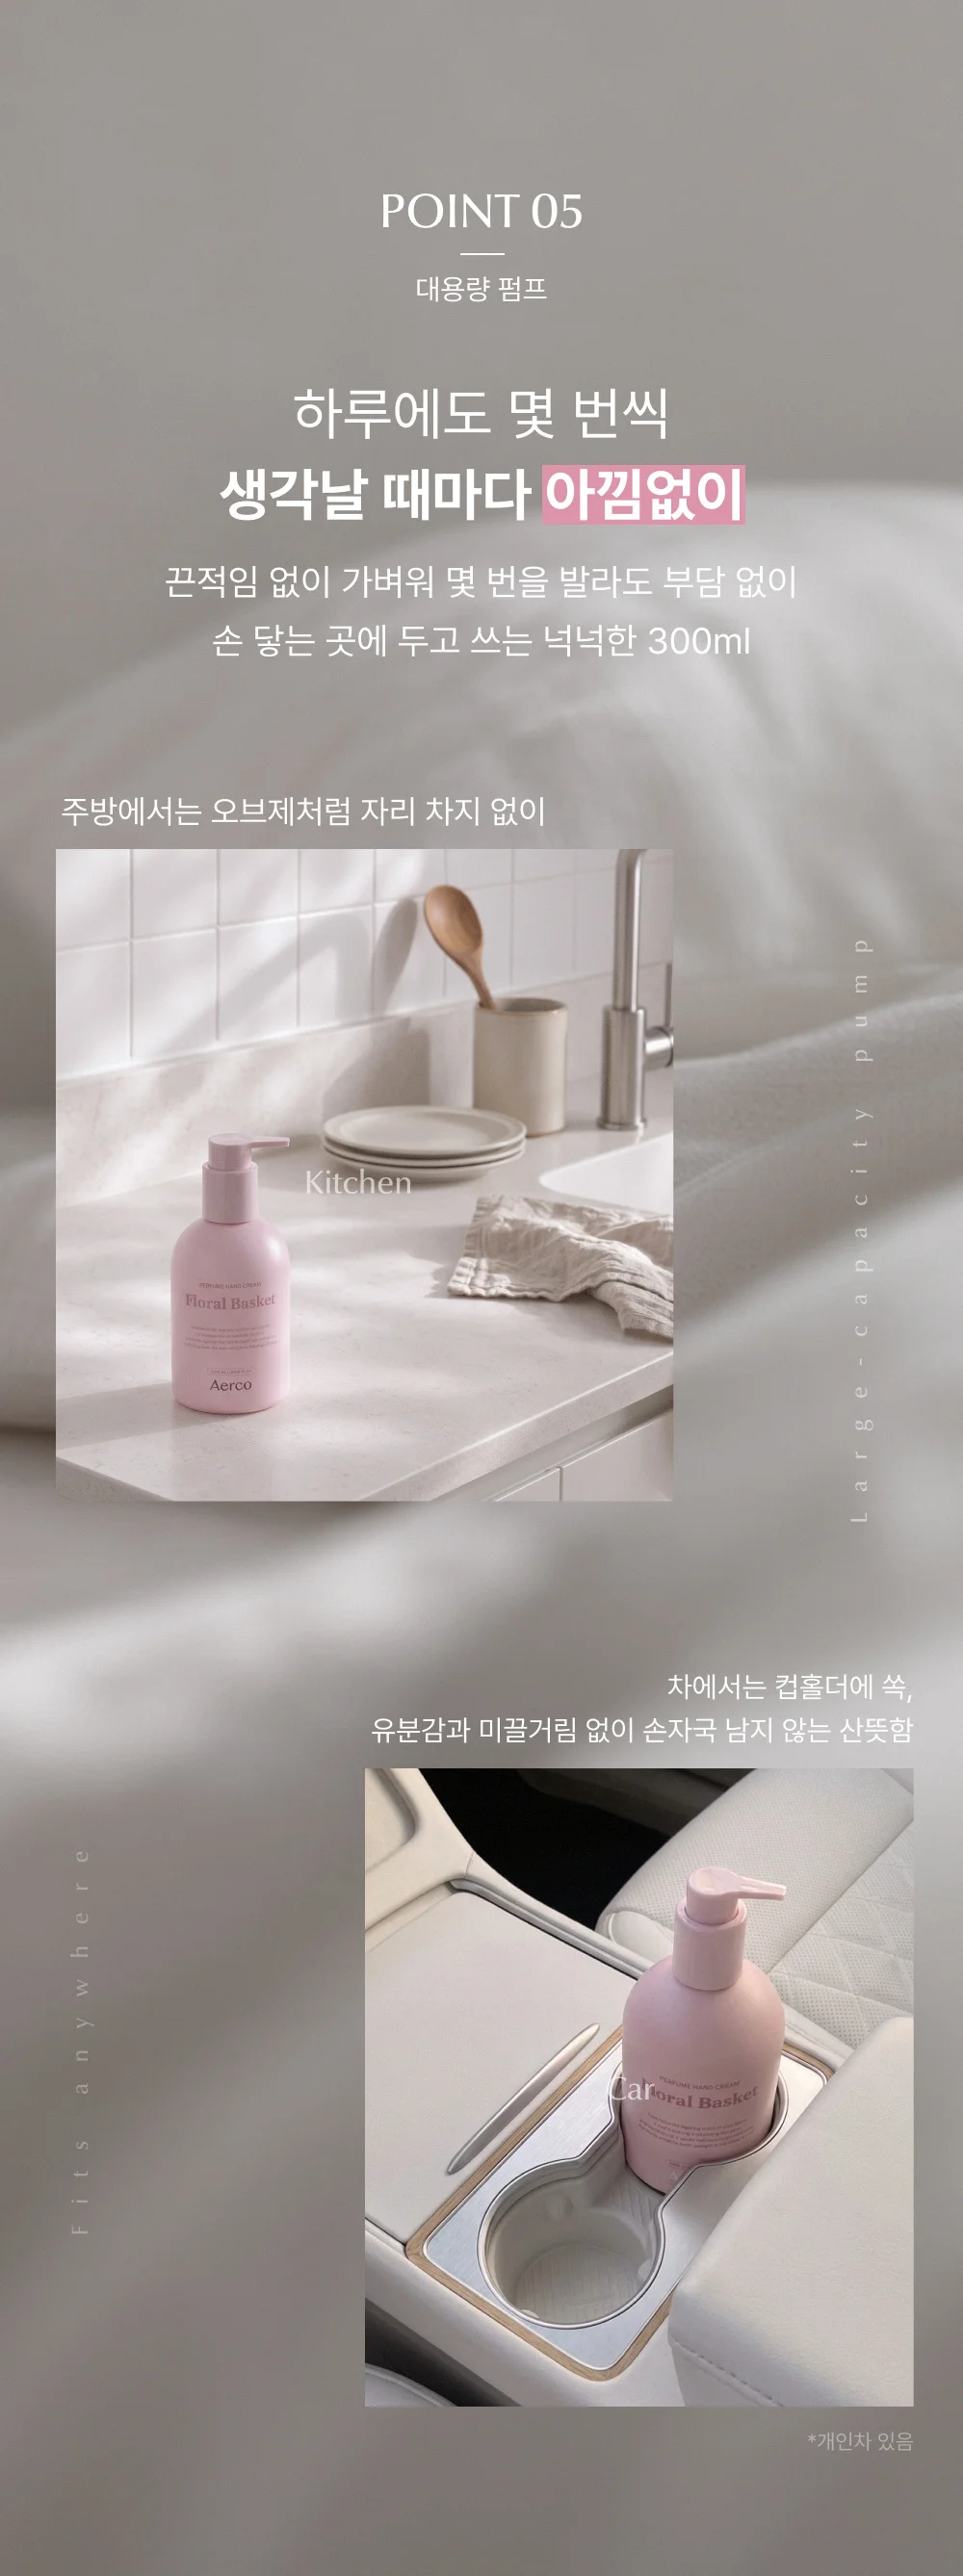 POINT 05
대용량 펌프
하루에도 몇 번씩
생각날 때마다 아낌없이
끈적임 없이 가벼워 몇 번을 발라도 부담 없이
손 닿는 곳에 두고 쓰는 넉넉한 300ml
주방에서는 오브제처럼 자리 차지 없이
Kitchen
PERFUME HAND CREAM
Floral Basket
Aerco
Large-capacity pump
차에서는 컵홀더에 쏙,
유분감과 미끌거림 없이 손자국 남지 않는 산뜻함
Fits anywhere
Car
PERFUME HAND CREAM
Floral Basket
*개인차 있음